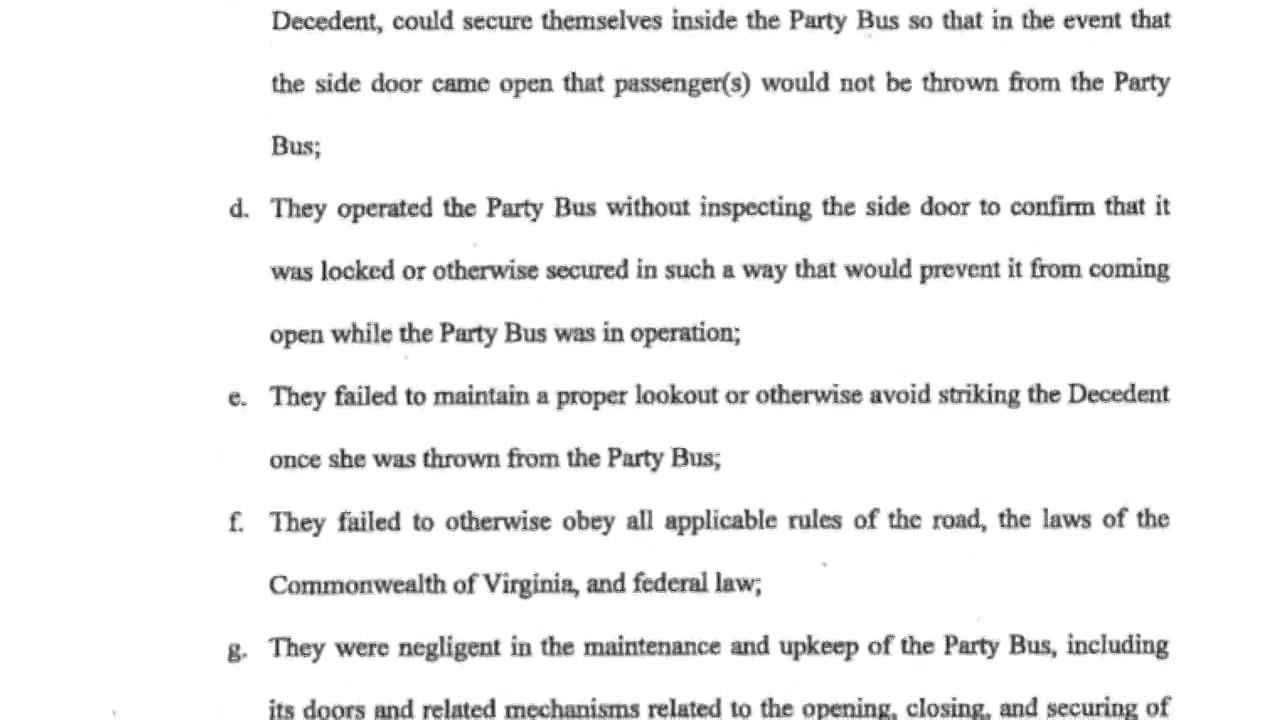 Decedent, could secure themselves inside the Party Bus so that in the event that
the side door came open that passenger(s) would not be thrown from the Party
Bus;
d. They operated the Party Bus without inspecting the side door to confirm that it
was locked or otherwise secured in such a way that would prevent it from coming
open while the Party Bus was in operation;
e. They failed to maintain a proper lookout or otherwise avoid striking the Decedent
once she was thrown from the Party Bus;
f. They failed to otherwise obey all applicable rules of the road, the laws of the
Commonwealth of Virginia, and federal law;
g. They were negligent in the maintenance and upkeep of the Party Bus, including
its doors and related mechanisms related to the opening, closing, and securing of